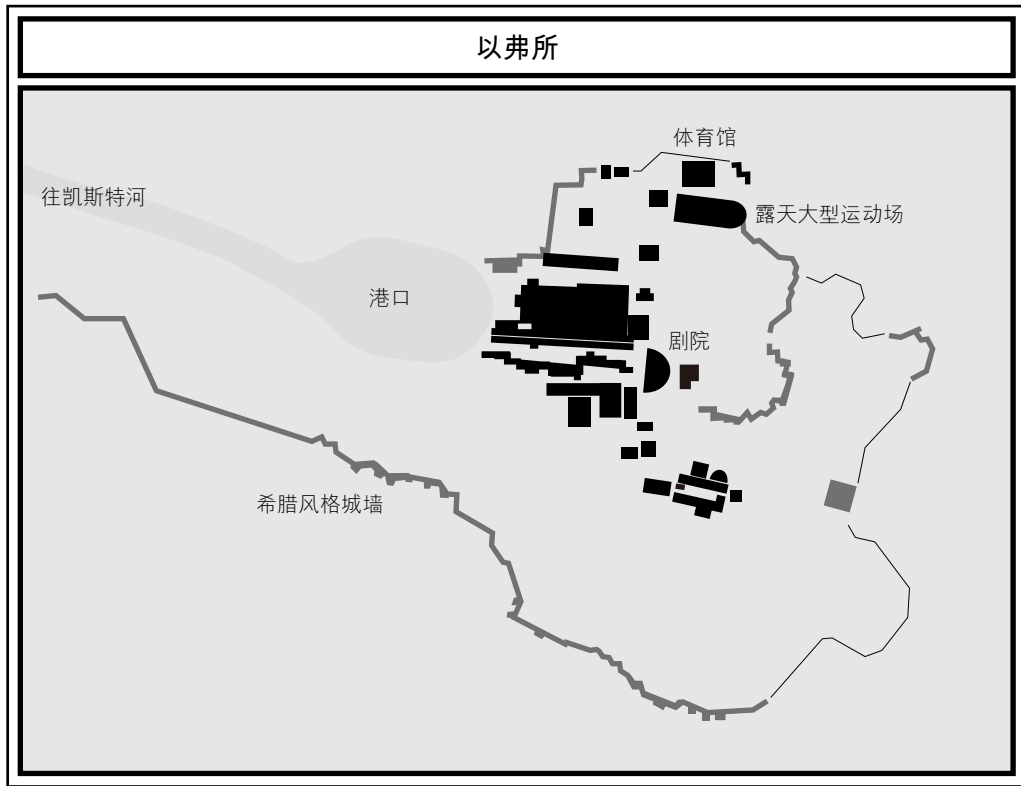 以弗所
体育馆
往凯斯特河
露天大型运动场
港口
剧院
希腊风格城墙